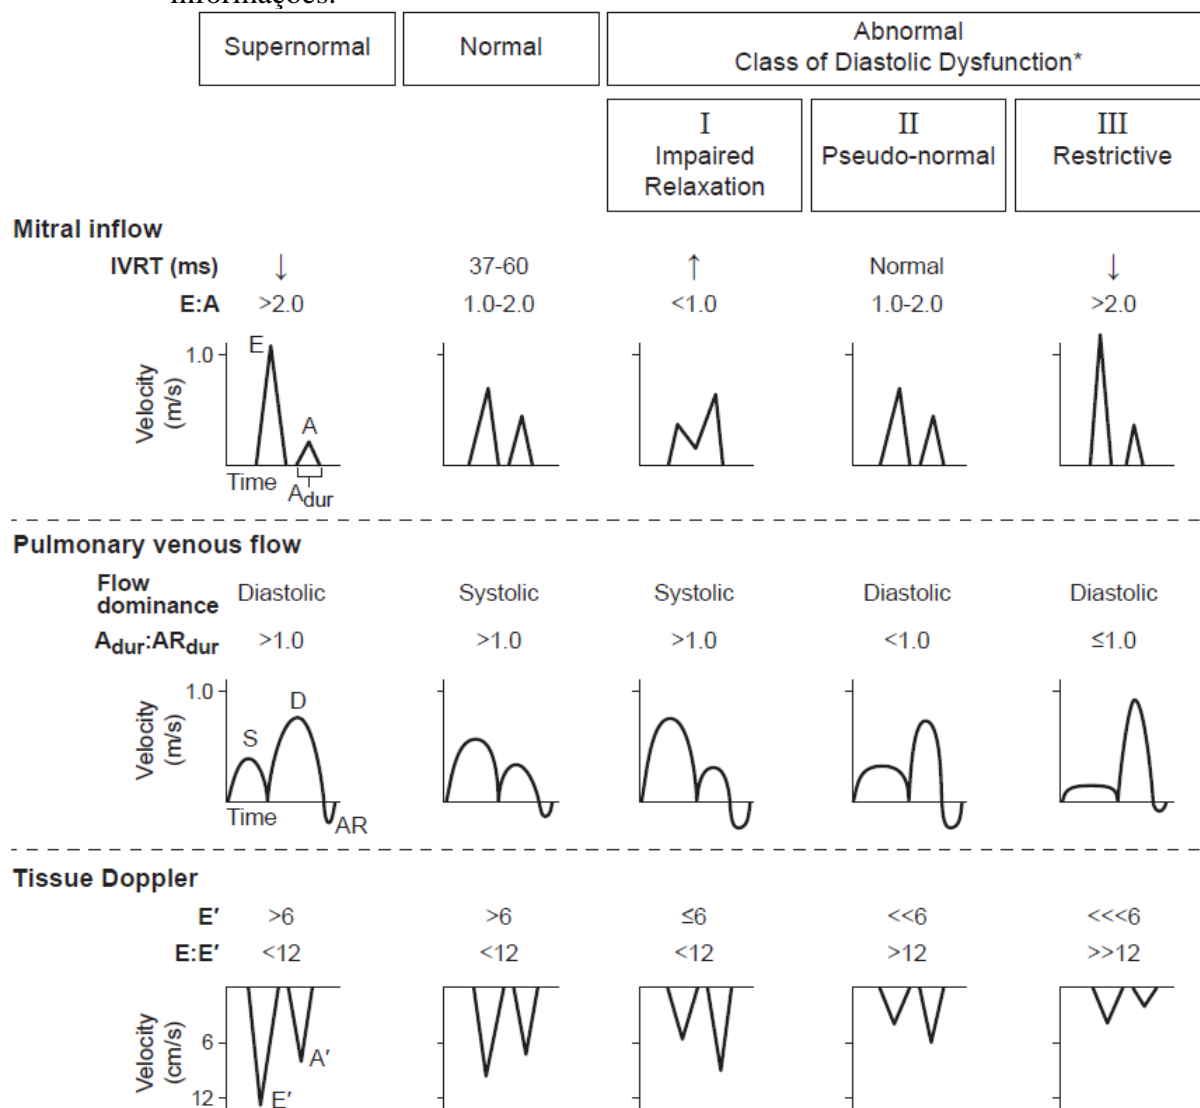 informações.
Supernormal
Normal
Abnormal
Class of Diastolic Dysfunction*
I
Impaired
Relaxation
II
Pseudo-normal
III
Restrictive
Mitral inflow
IVRT (ms) ↓ 37-60 ↑ Normal ↓
E:A >2.0 1.0-2.0 <1.0 1.0-2.0 >2.0
Velocity
(m/s)
1.0
E
A
Time
Adur
Pulmonary venous flow
Flow
dominance Diastolic Systolic Systolic Diastolic Diastolic
Adur:ARdur >1.0 >1.0 >1.0 <1.0 ≤1.0
Velocity
(m/s)
1.0
S
D
Time
AR
Tissue Doppler
E′ >6 >6 ≤6 <<6 <<<6
E:E′ <12 <12 <12 >12 >>12
Velocity
(cm/s)
6
A′
12
E′